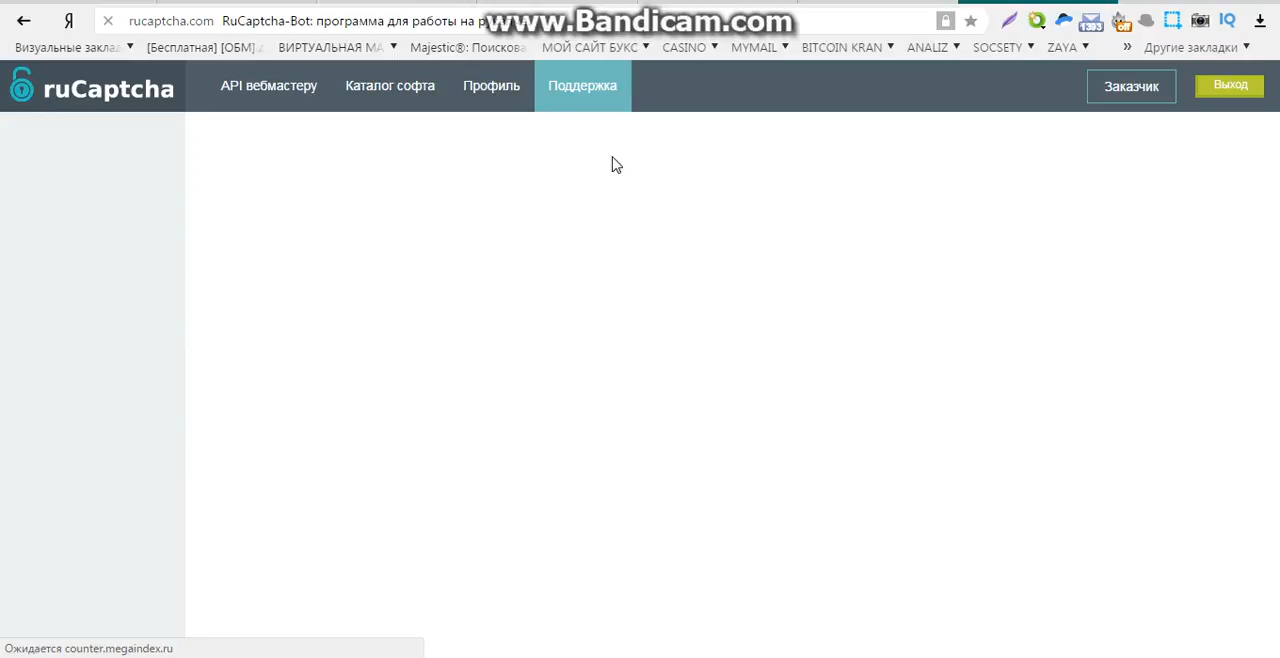 Я rucaptcha.com RuCaptcha-Bot: программа для работы на р
www.Bandicam.com
Визуальные заклад [Бесплатная] [ОБМ] ВИРТУАЛЬНАЯ МА Majestic®: Поискова МОЙ САЙТ БУКС CASINO MYMAIL BITCOIN KRAN ANALIZ SOCSETY ZAYA » Другие закладки
ruCaptcha API вебмастеру Каталог софта Профиль Поддержка Заказчик Выход
Ожидается counter.megaindex.ru